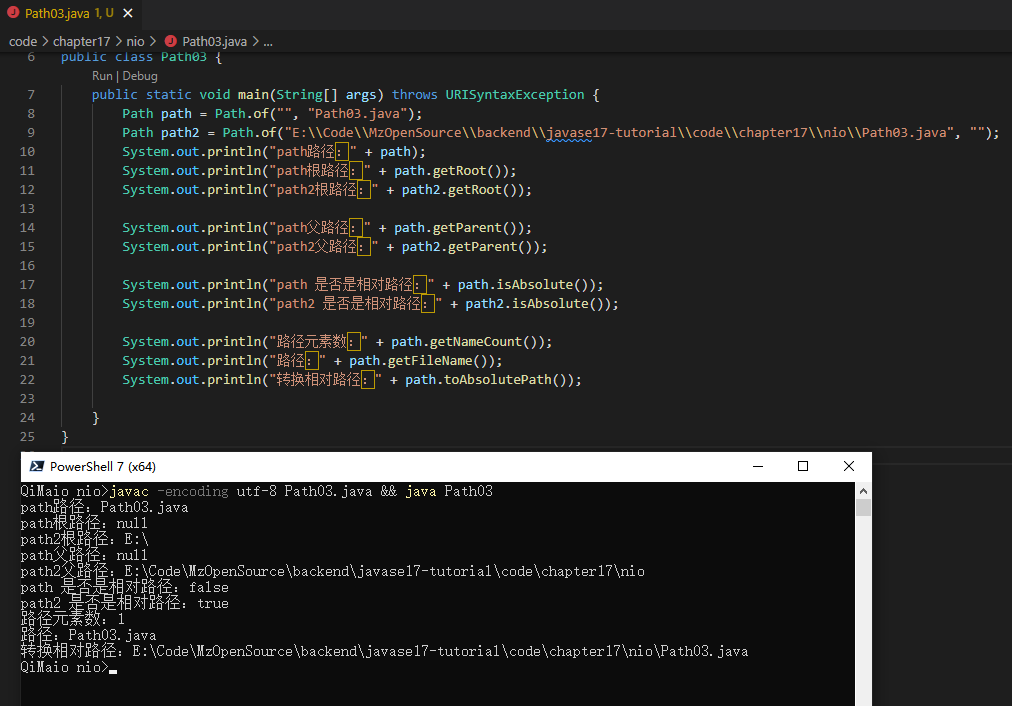 Path03.java 1, U
code > chapter17 > nio > Path03.java > ...
6 public class Path03 {
Run | Debug
7 public static void main(String[] args) throws URISyntaxException {
8 Path path = Path.of("", "Path03.java");
9 Path path2 = Path.of("E:\\Code\\MzOpenSource\\backend\\javase17-tutorial\\code\\chapter17\\nio\\Path03.java", "");
10 System.out.println("path路径：" + path);
11 System.out.println("path根路径：" + path.getRoot());
12 System.out.println("path2根路径：" + path2.getRoot());
13
14 System.out.println("path父路径：" + path.getParent());
15 System.out.println("path2父路径：" + path2.getParent());
16
17 System.out.println("path 是否是相对路径：" + path.isAbsolute());
18 System.out.println("path2 是否是相对路径：" + path2.isAbsolute());
19
20 System.out.println("路径元素数：" + path.getNameCount());
21 System.out.println("路径：" + path.getFileName());
22 System.out.println("转换相对路径：" + path.toAbsolutePath());
23
24 }
25 }
PowerShell 7 (x64)
QiMaio nio>javac -encoding utf-8 Path03.java && java Path03
path路径：Path03.java
path根路径：null
path2根路径：E:\
path父路径：null
path2父路径：E:\Code\MzOpenSource\backend\javase17-tutorial\code\chapter17\nio
path 是否是相对路径：false
path2 是否是相对路径：true
路径元素数：1
路径：Path03.java
转换相对路径：E:\Code\MzOpenSource\backend\javase17-tutorial\code\chapter17\nio\Path03.java
QiMaio nio>